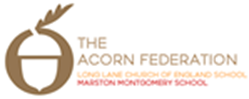 THE
ACORN FEDERATION
LONG LANE CHURCH OF ENGLAND SCHOOL
MARSTON MONTGOMERY SCHOOL